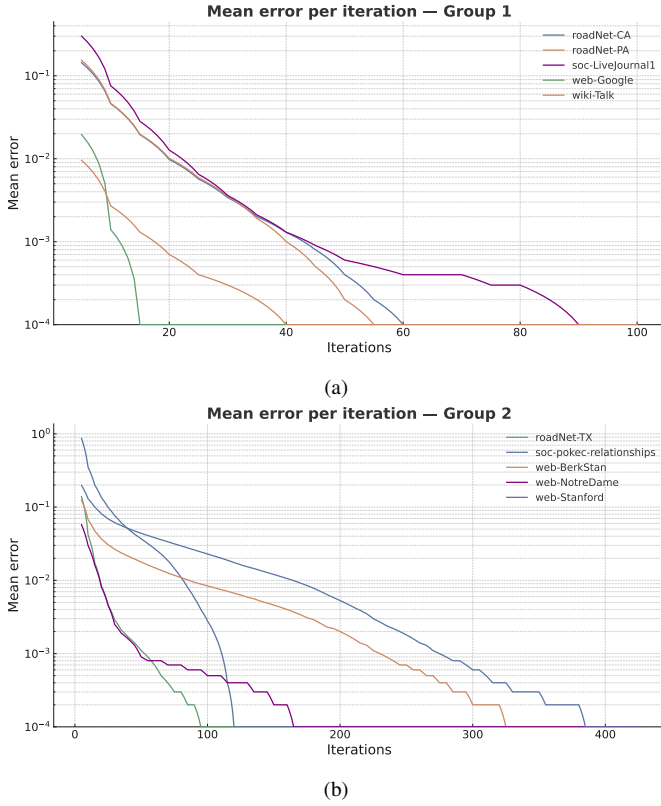 Mean error per iteration — Group 1
roadNet-CA
roadNet-PA
soc-LiveJournal1
web-Google
wiki-Talk
10⁻¹
10⁻²
10⁻³
10⁻⁴
Mean error
20
40
60
80
100
Iterations
(a)
Mean error per iteration — Group 2
roadNet-TX
soc-pokec-relationships
web-BerkStan
web-NotreDame
web-Stanford
10⁰
10⁻¹
10⁻²
10⁻³
10⁻⁴
Mean error
0
100
200
300
400
Iterations
(b)